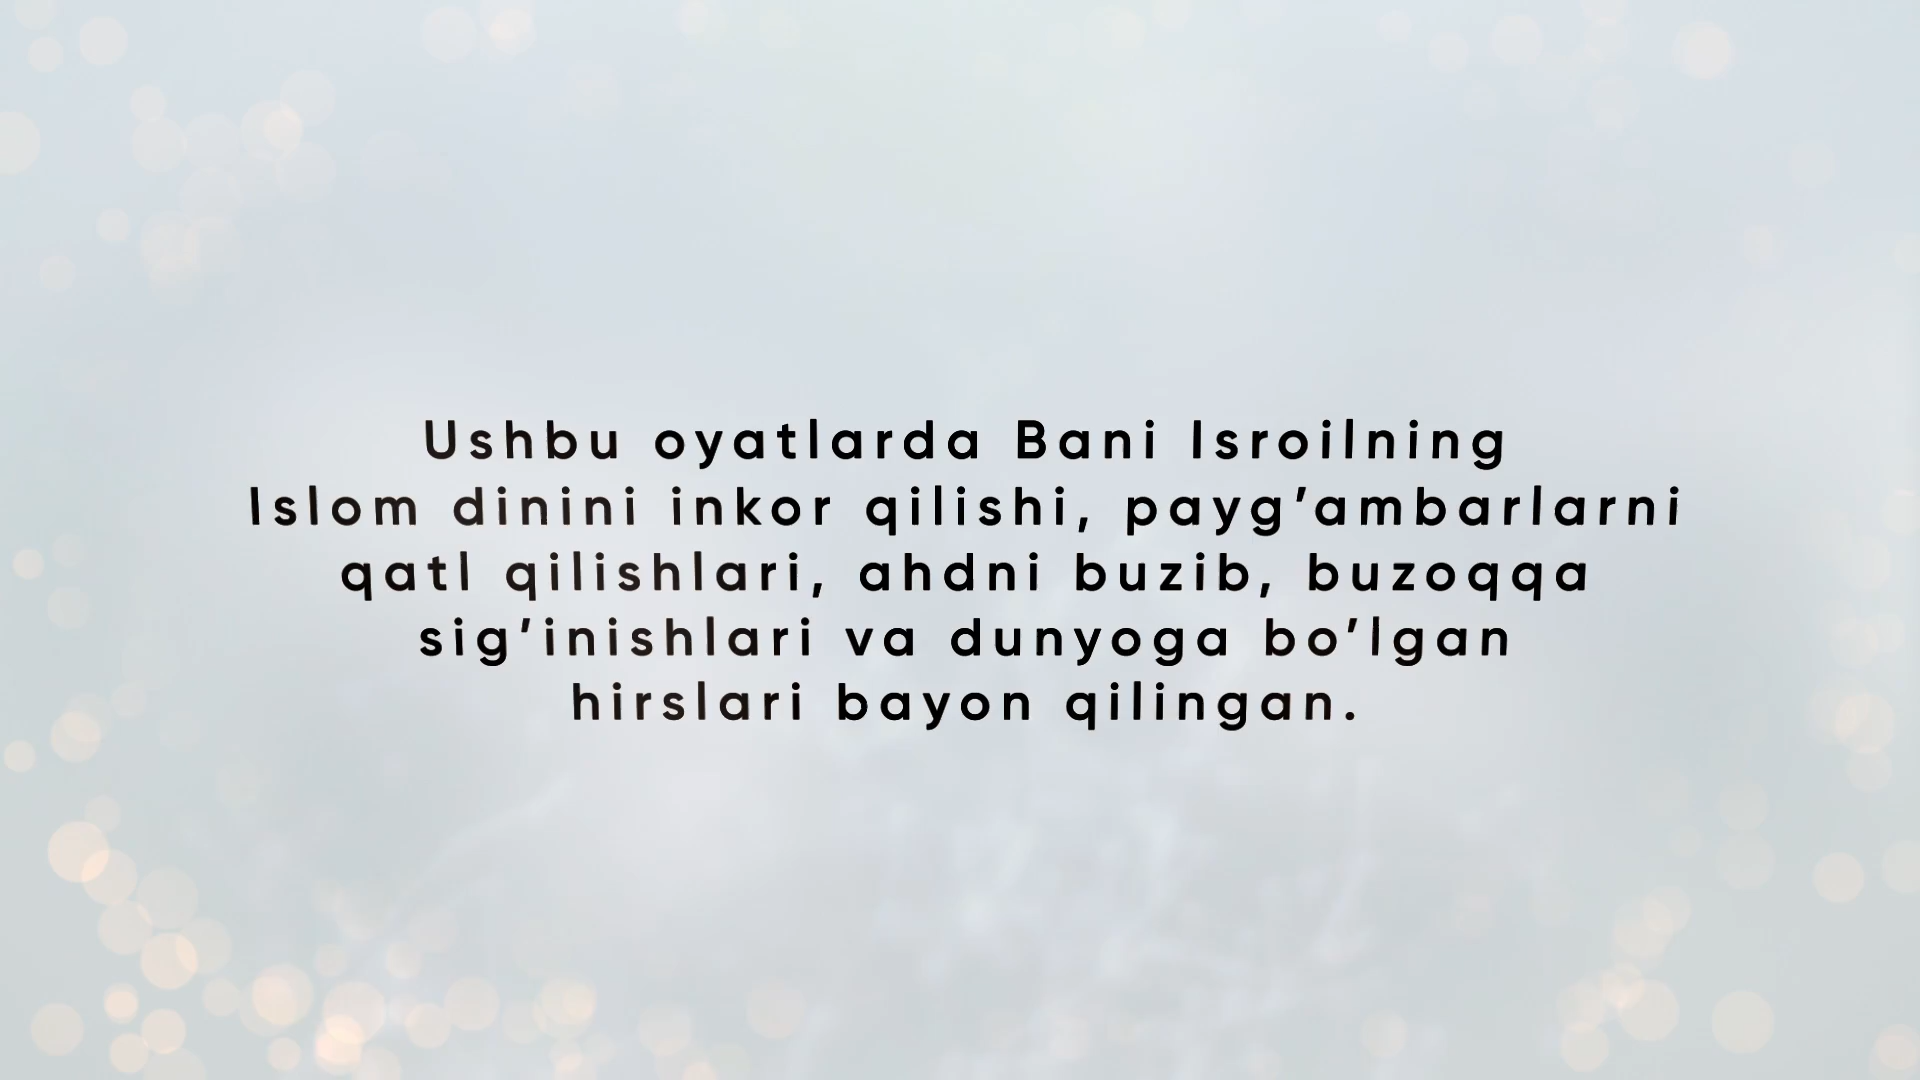 Ushbu oyatlarda Bani Isroilning
Islom dinini inkor qilishi, payg’ambarlarni
qatl qilishlari, ahdni buzib, buzoqqa
sig’inishlari va dunyoga bo’lgan
hirslari bayon qilingan.